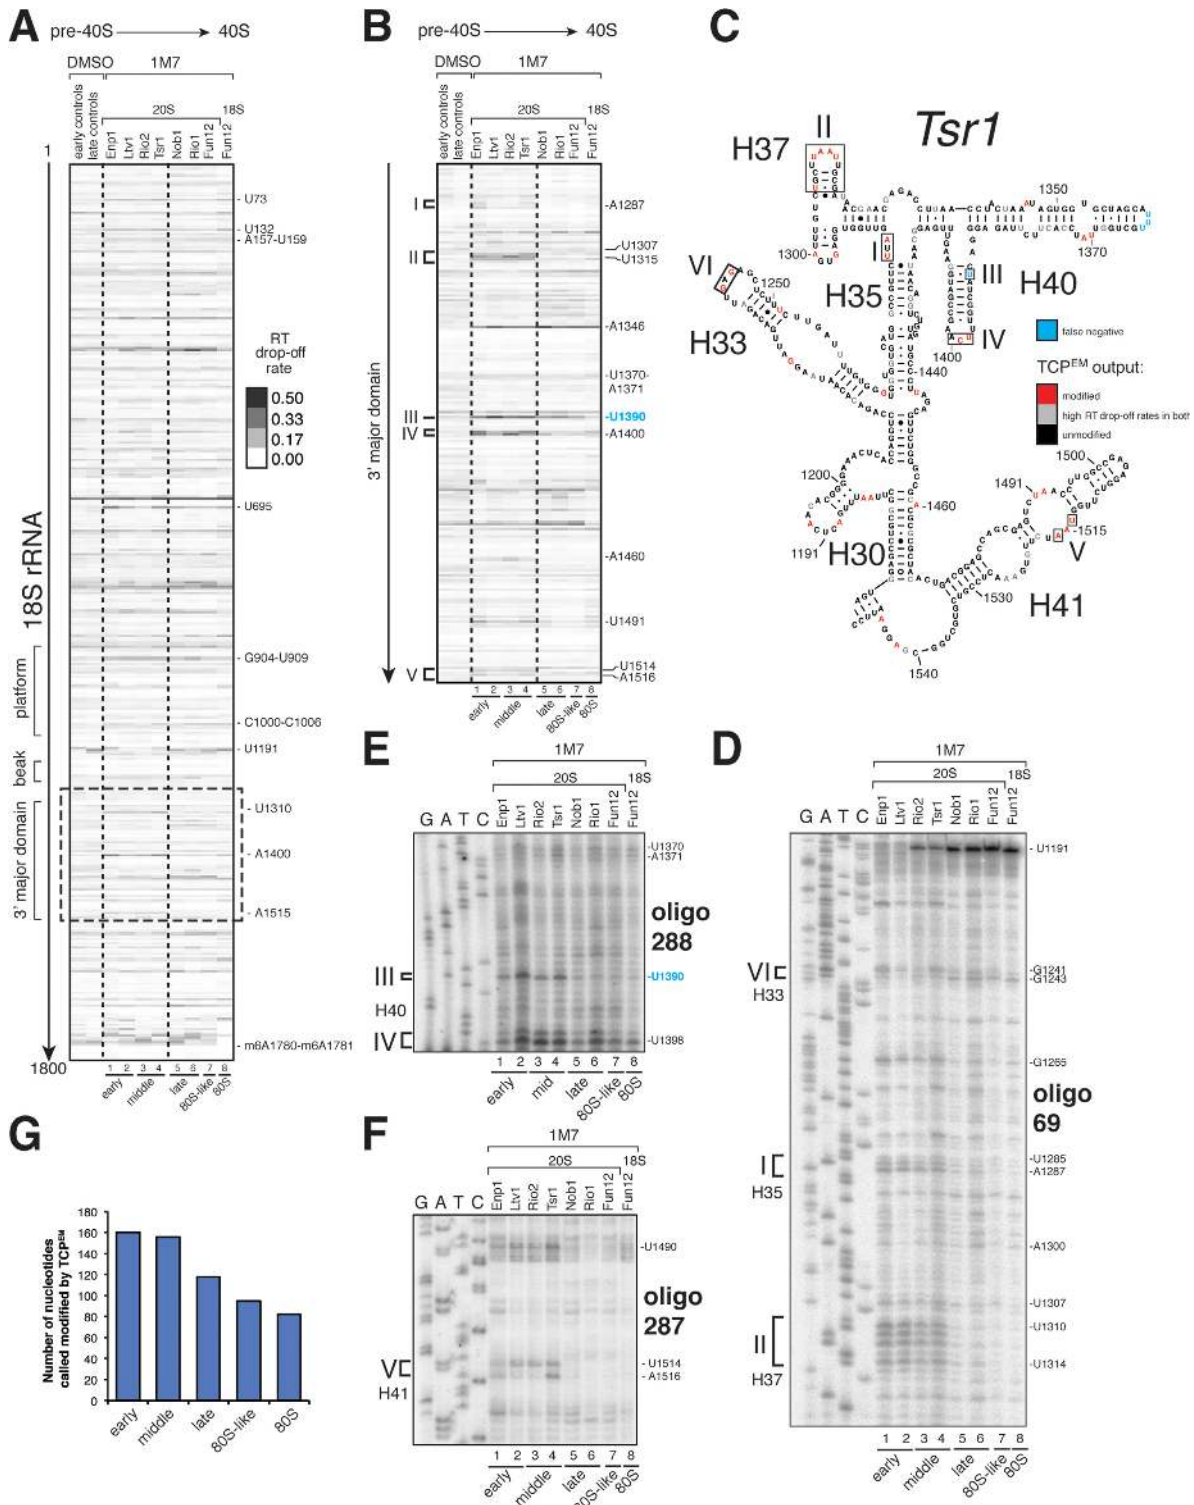 A
pre-40S
40S
DMSO
1M7
20S
18S
early controls
late controls
Enp1
Ltv1
Rio2
Tsr1
Nob1
Rio1
Fun12
Fun12
1
U73
U132
A157-U159
RT
drop-off
rate
0.50
0.33
0.17
0.00
U695
18S rRNA
platform
G904-U909
C1000-C1006
beak
U1191
3' major domain
U1310
A1400
A1515
m6A1780-m6A1781
1800
1 2 3 4 5 6 7 8
early
middle
late
80S-like
80S
B
pre-40S
40S
DMSO
1M7
20S
18S
early controls
late controls
Enp1
Ltv1
Rio2
Tsr1
Nob1
Rio1
Fun12
Fun12
3' major domain
I
A1287
II
U1307
U1315
A1346
U1370-
A1371
III
U1390
IV
A1400
A1460
U1491
V
U1514
A1516
1 2 3 4 5 6 7 8
early
middle
late
80S-like
80S
C
Tsr1
II
H37
1300
I
H35
1350
1370
III
H40
IV
1400
VI
1250
H33
1440
1200
1191
H30
1460
1491
1500
1515
V
1530
H41
1540
false negative
TCPEM output:
modified
high RT drop-off rates in both
unmodified
E
1M7
20S
18S
G A T C
Enp1
Ltv1
Rio2
Tsr1
Nob1
Rio1
Fun12
Fun12
U1370
A1371
oligo
288
III
U1390
H40
IV
U1398
1 2 3 4 5 6 7 8
early
mid
late
80S-like
80S
D
1M7
20S
18S
G A T C
Enp1
Ltv1
Rio2
Tsr1
Nob1
Rio1
Fun12
Fun12
U1191
VI
H33
G1241
G1243
G1265
oligo
69
I
H35
U1285
A1287
A1300
U1307
II
H37
U1310
U1314
1 2 3 4 5 6 7 8
early
middle
late
80S-like
80S
F
1M7
20S
18S
G A T C
Enp1
Ltv1
Rio2
Tsr1
Nob1
Rio1
Fun12
Fun12
U1490
oligo
287
V
H41
U1514
A1516
1 2 3 4 5 6 7 8
early
middle
late
80S-like
80S
G
Number of nucleotides
called modified by TCPEM
180
160
140
120
100
80
60
40
20
0
early
middle
late
80S-like
80S